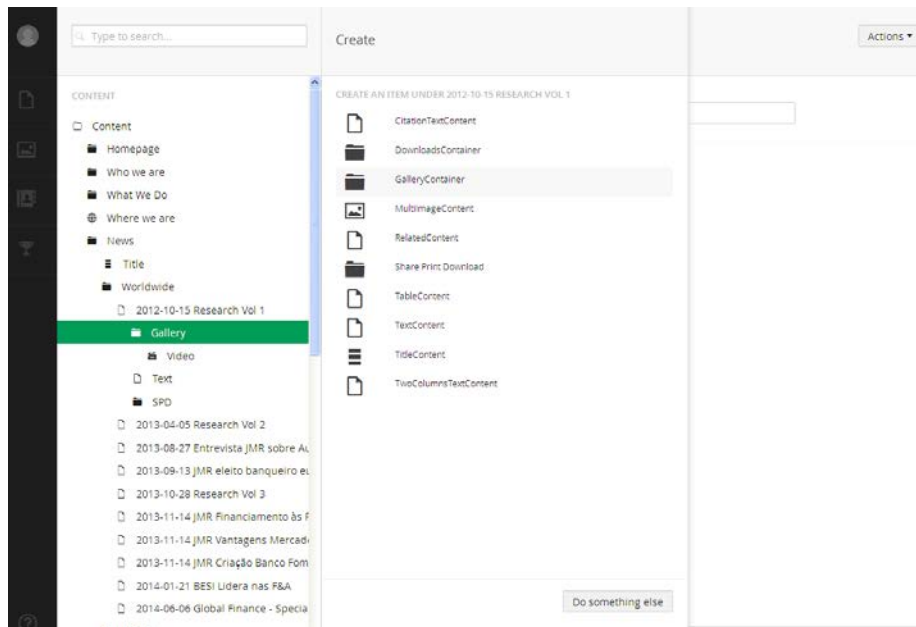 Type to search...
Create
Actions
CONTENT
Content
Homepage
Who we are
What We Do
Where we are
News
Title
Worldwide
2012-10-15 Research Vol 1
Gallery
Video
Text
SPD
2013-04-05 Research Vol 2
2013-08-27 Entrevista JMR sobre Au
2013-09-13 JMR eleito banqueiro eu
2013-10-28 Research Vol 3
2013-11-14 JMR Financiamento às P
2013-11-14 JMR Vantagens Mercado
2013-11-14 JMR Criação Banco Fom
2014-01-21 BESI Lidera nas F&A
2014-06-06 Global Finance - Specia
CREATE AN ITEM UNDER 2012-10-15 RESEARCH VOL 1
CitationTextContent
DownloadsContainer
GalleryContainer
MultiImageContent
RelatedContent
Share Print Download
TableContent
TextContent
TitleContent
TwoColumnsTextContent
Do something else